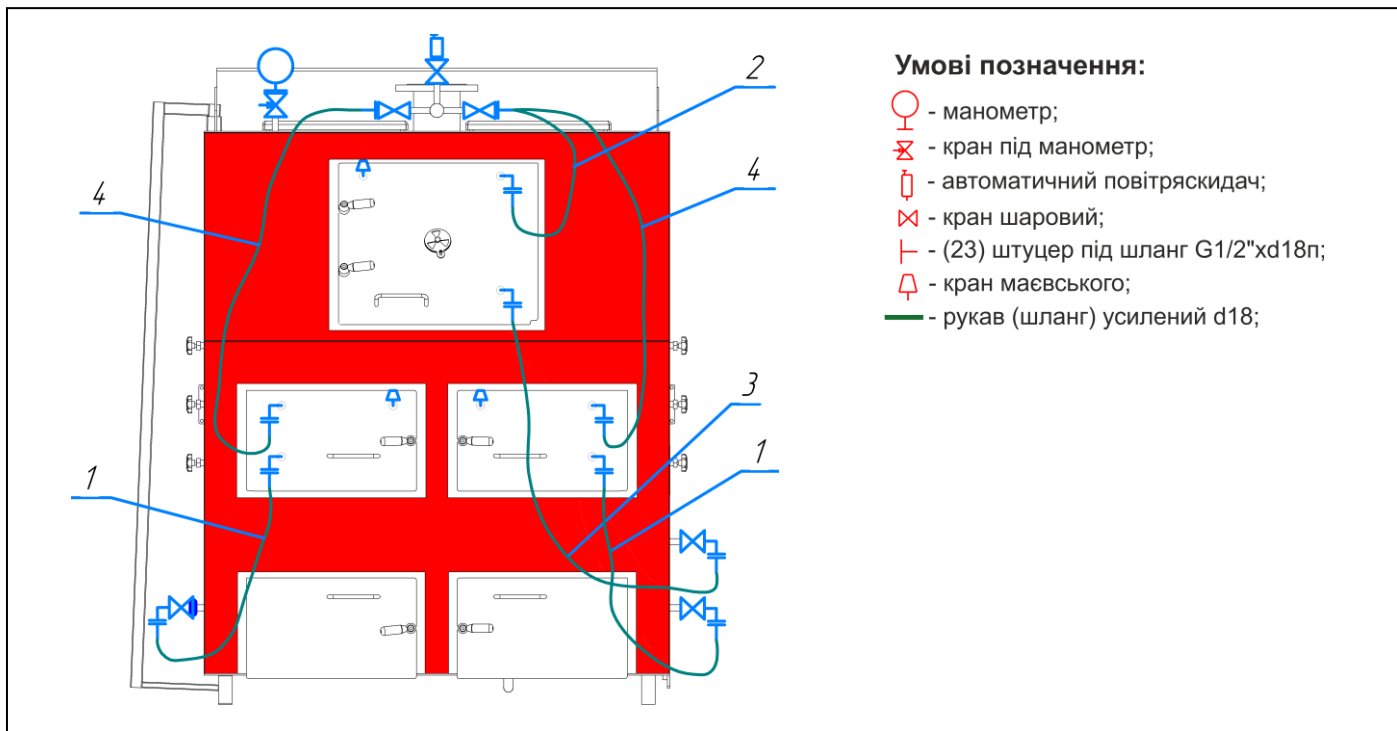 2
4
4
3
1
1
Умові позначення:
- манометр;
- кран під манометр;
- автоматичний повітряскидач;
- кран шаровий;
- (23) штуцер під шланг G1/2"xd18п;
- кран маєвського;
- рукав (шланг) усилений d18;